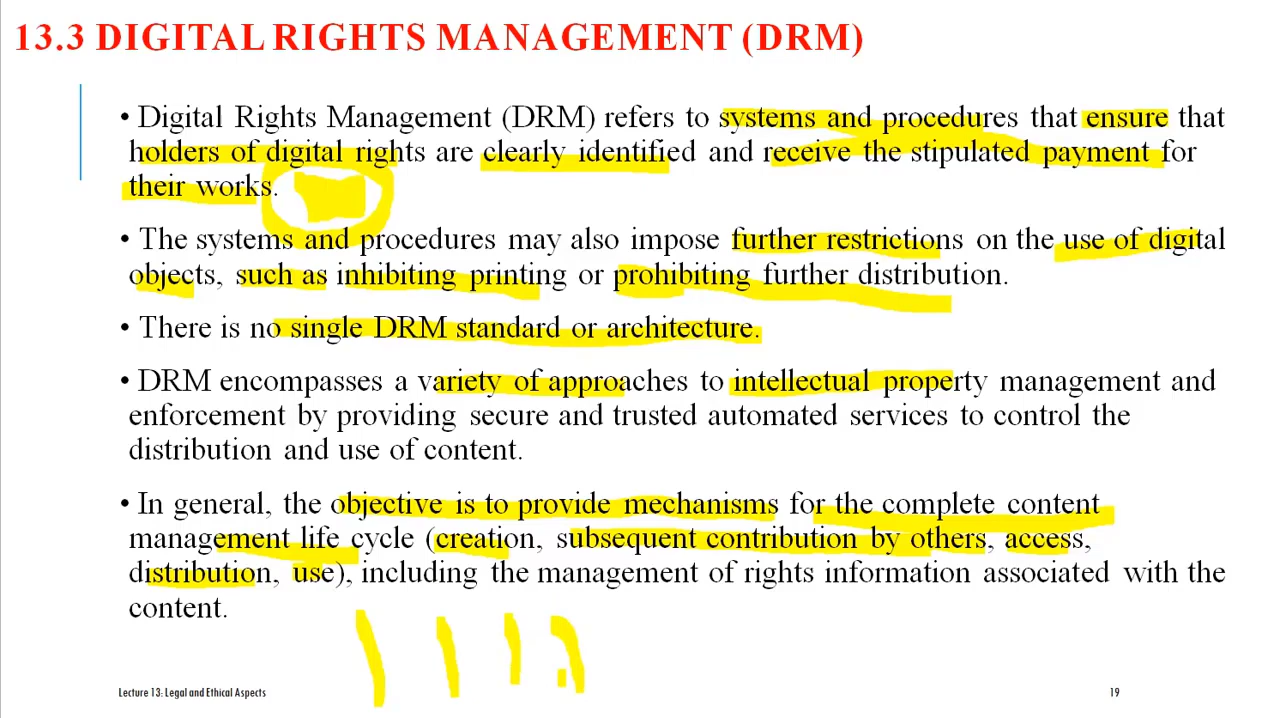 13.3 DIGITAL RIGHTS MANAGEMENT (DRM)
• Digital Rights Management (DRM) refers to systems and procedures that ensure that
holders of digital rights are clearly identified and receive the stipulated payment for
their works.
• The systems and procedures may also impose further restrictions on the use of digital
objects, such as inhibiting printing or prohibiting further distribution.
• There is no single DRM standard or architecture.
• DRM encompasses a variety of approaches to intellectual property management and
enforcement by providing secure and trusted automated services to control the
distribution and use of content.
• In general, the objective is to provide mechanisms for the complete content
management life cycle (creation, subsequent contribution by others, access,
distribution, use), including the management of rights information associated with the
content.
Lecture 13: Legal and Ethical Aspects
19